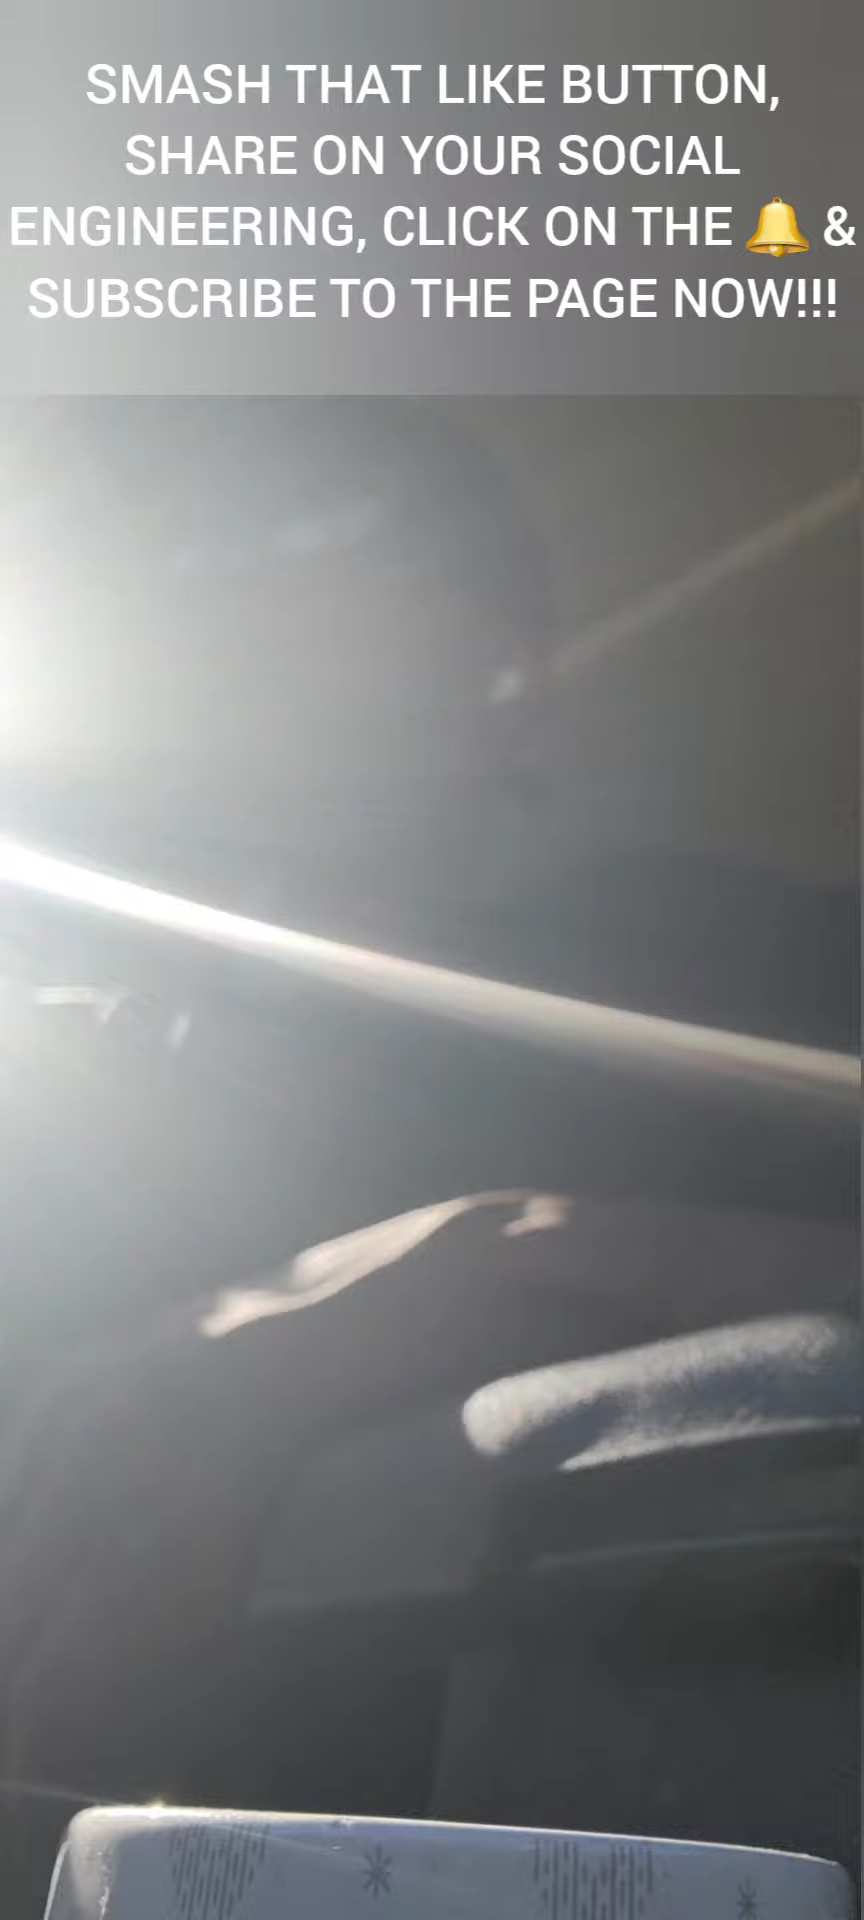 SMASH THAT LIKE BUTTON,
SHARE ON YOUR SOCIAL
ENGINEERING, CLICK ON THE 🔔 &
SUBSCRIBE TO THE PAGE NOW!!!